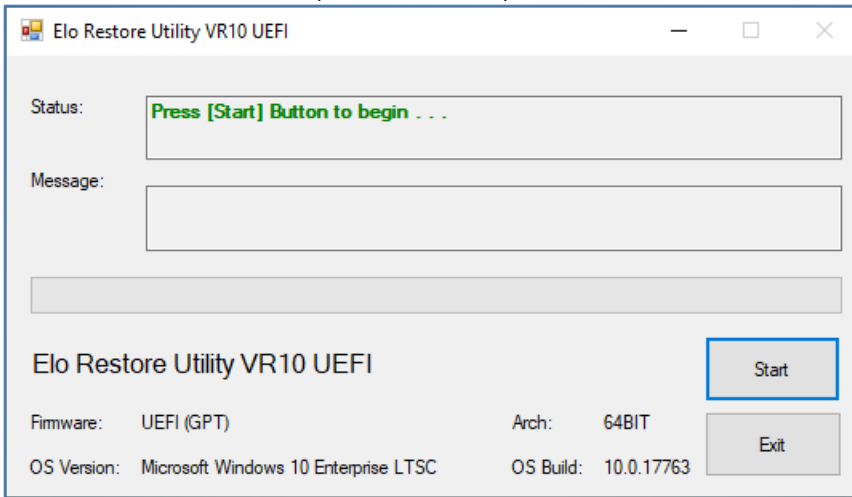 Elo Restore Utility VR10 UEFI
Status: Press [Start] Button to begin . . .
Message:
Elo Restore Utility VR10 UEFI
Start
Firmware: UEFI (GPT) Arch: 64BIT
Exit
OS Version: Microsoft Windows 10 Enterprise LTSC OS Build: 10.0.17763